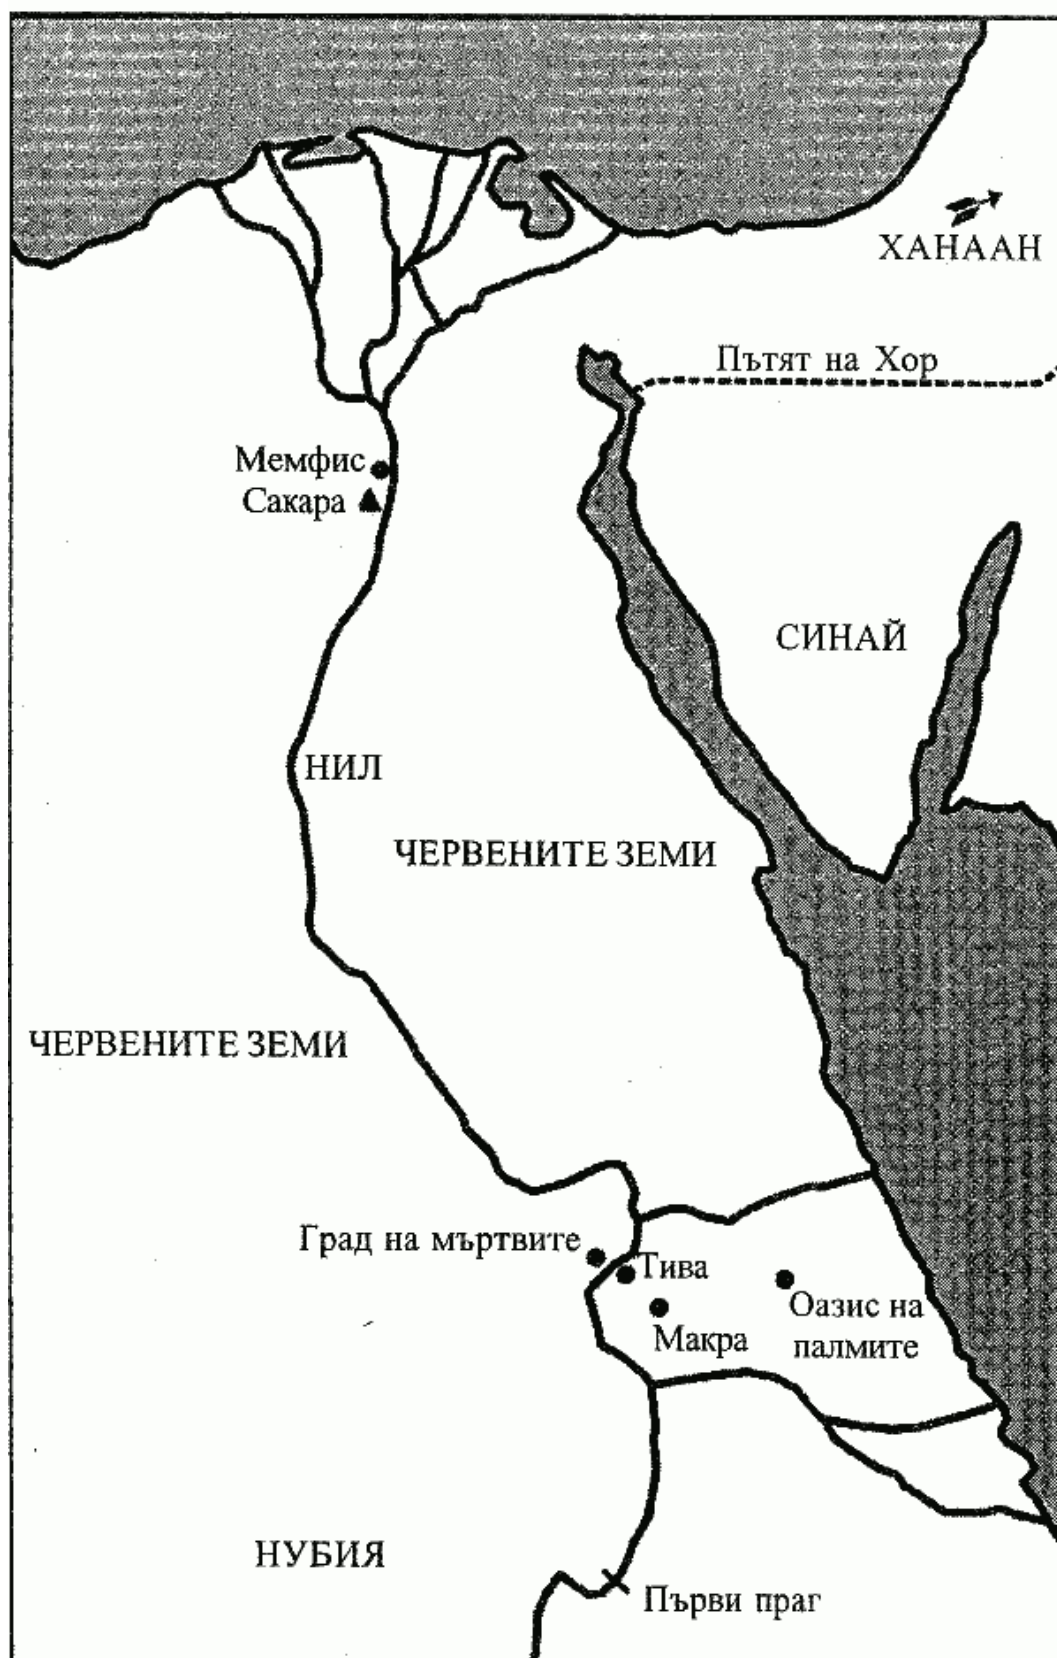 ХАНААН
Пътят на Хор
Мемфис
Сакара
СИНАЙ
НИЛ
ЧЕРВЕНИТЕ ЗЕМИ
ЧЕРВЕНИТЕ ЗЕМИ
Град на мъртвите
Тива
Оазис на
палмите
Макра
НУБИЯ
Първи праг